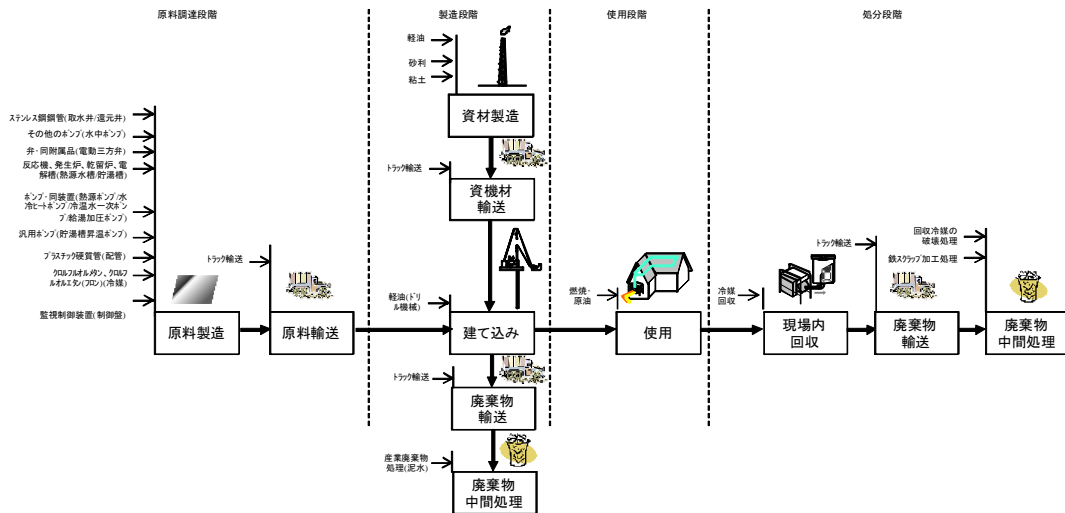 原料調達段階
製造段階
使用段階
処分段階
軽油
砂利
粘土
資材製造
トラック輸送
資機材
輸送
ステンレス鋼鋼管(取水井/還元井)
その他のポンプ(水中ポンプ)
弁・同附属品(電動三方弁)
反応機、発生炉、乾留炉、電
解槽(熱源水槽/貯湯槽)
ポンプ・同装置(熱源ポンプ/水
冷ヒートポンプ/冷温水一次ポン
プ/給湯加圧ポンプ)
汎用ポンプ(貯湯槽昇温ポンプ)
プラスチック硬質管(配管)
クロルフルオルメタン、クロルフ
ルオルエタン(フロン)(冷媒)
監視制御装置(制御盤)
原料製造
トラック輸送
原料輸送
軽油(ドリ
ル機械)
建て込み
トラック輸送
廃棄物
輸送
産業廃棄物
処理(泥水)
廃棄物
中間処理
燃焼・
原油
使用
冷媒
回収
現場内
回収
トラック輸送
廃棄物
輸送
回収冷媒の
破壊処理
鉄スクラップ加工処理
廃棄物
中間処理